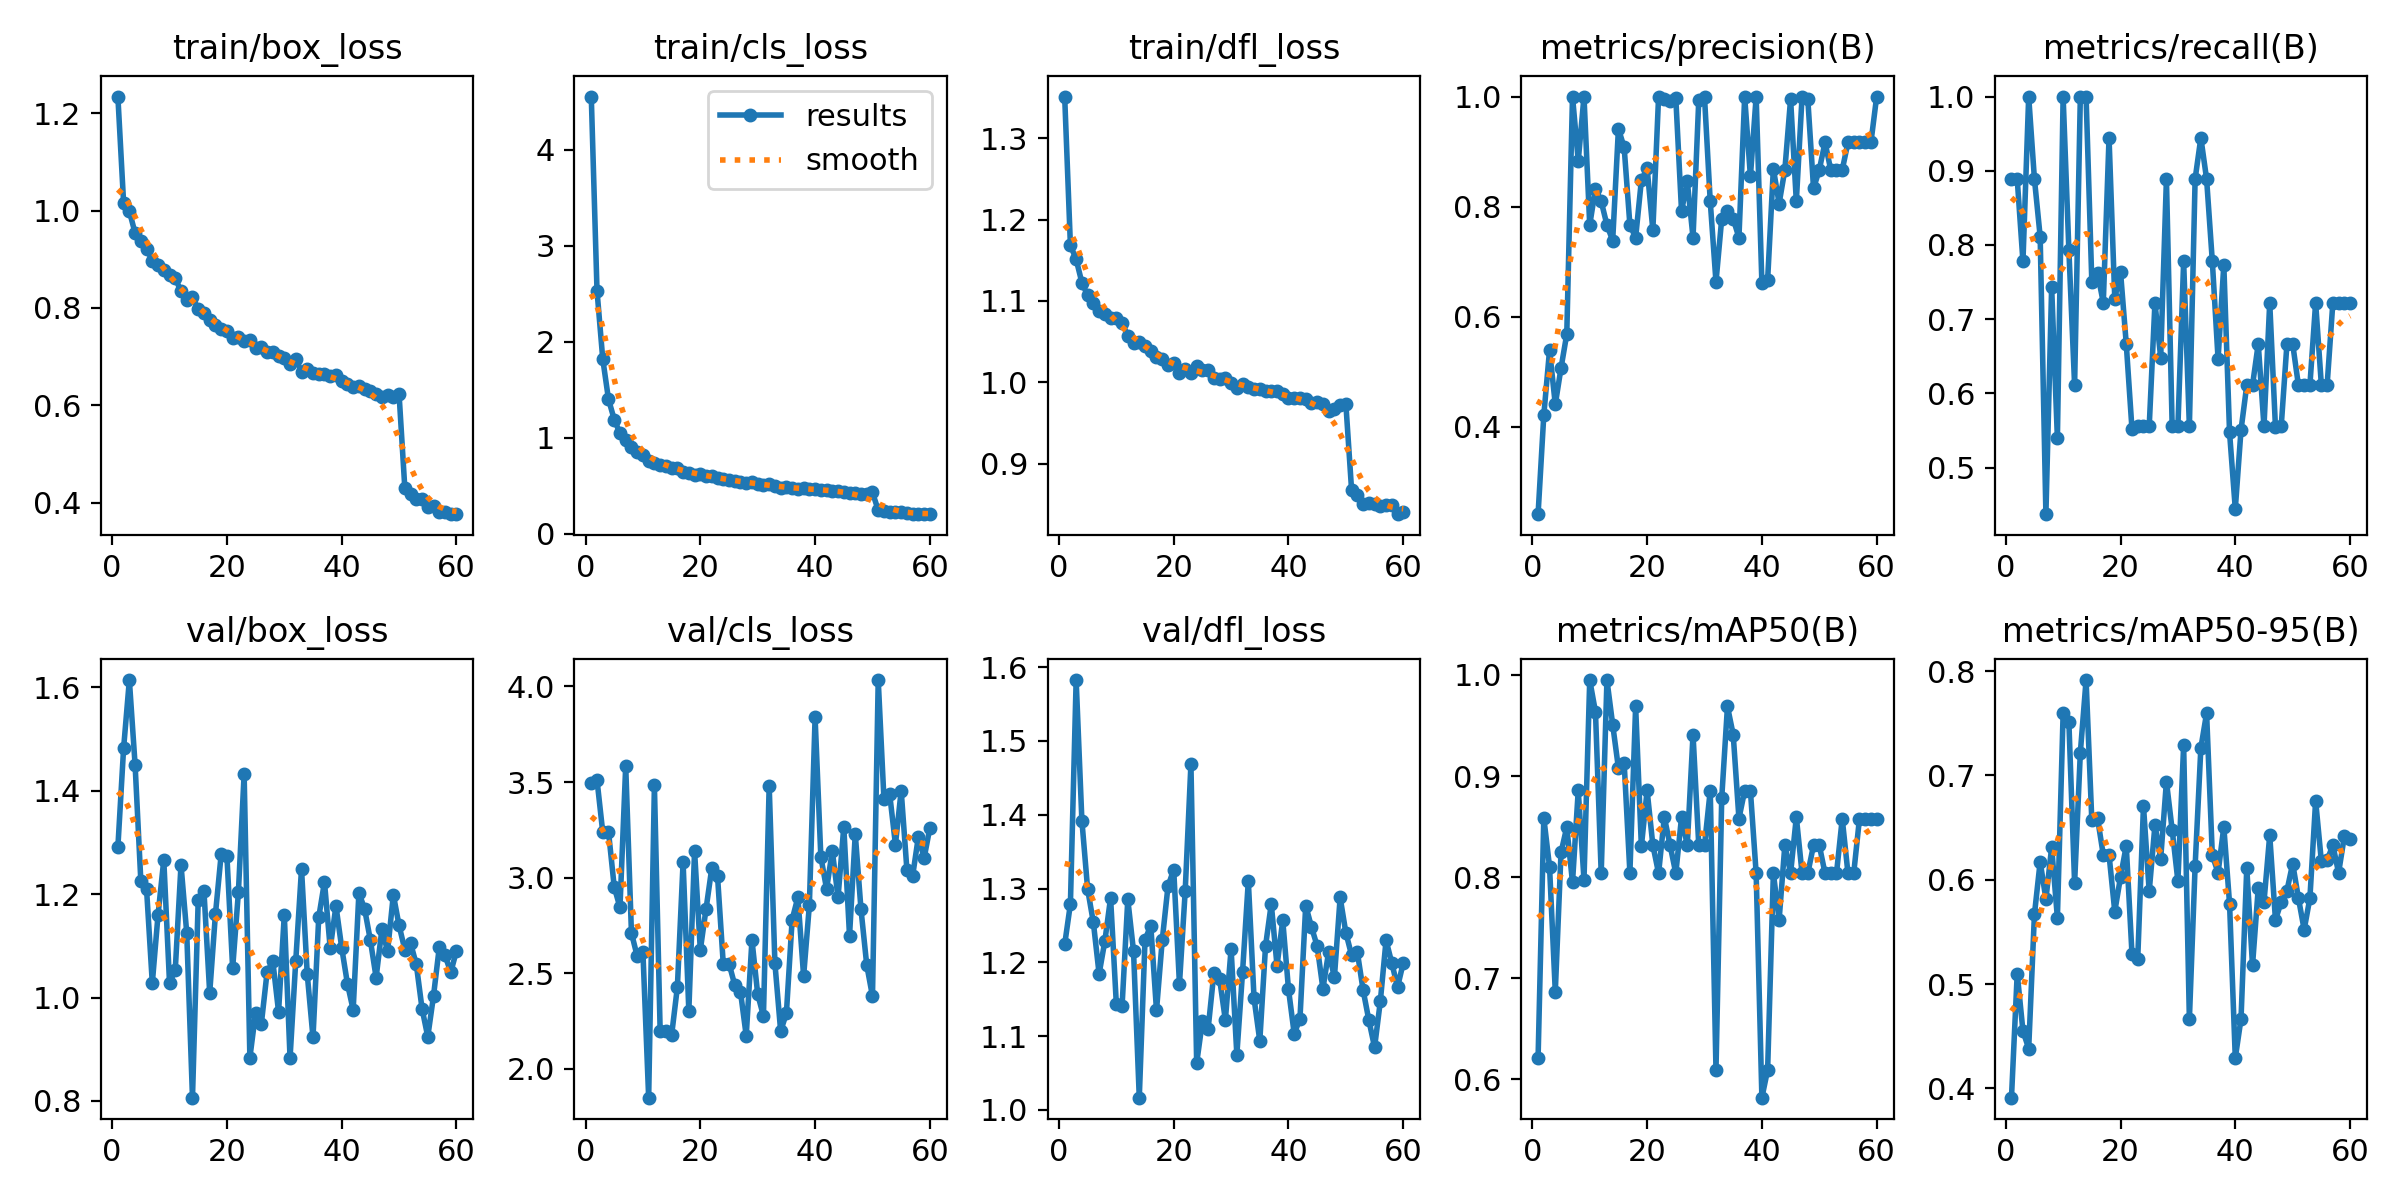 train/box_loss
1.2
1.0
0.8
0.6
0.4
0 20 40 60
train/cls_loss
results
smooth
4
3
2
1
0
0 20 40 60
train/dfl_loss
1.3
1.2
1.1
1.0
0.9
0 20 40 60
metrics/precision(B)
1.0
0.8
0.6
0.4
0 20 40 60
metrics/recall(B)
1.0
0.9
0.8
0.7
0.6
0.5
0 20 40 60
val/box_loss
1.6
1.4
1.2
1.0
0.8
0 20 40 60
val/cls_loss
4.0
3.5
3.0
2.5
2.0
0 20 40 60
val/dfl_loss
1.6
1.5
1.4
1.3
1.2
1.1
1.0
0 20 40 60
metrics/mAP50(B)
1.0
0.9
0.8
0.7
0.6
0 20 40 60
metrics/mAP50-95(B)
0.8
0.7
0.6
0.5
0.4
0 20 40 60